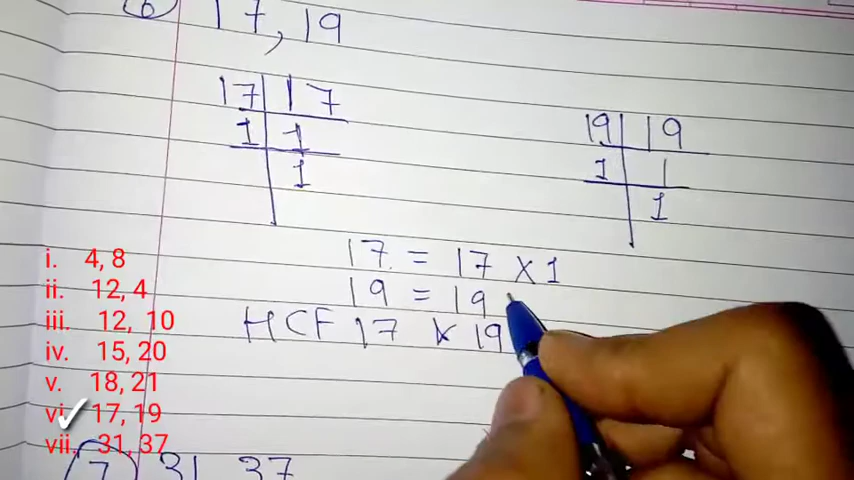 6 17, 19
17 17
1 1
1
19 19
1 1
1
17 = 17 x 1
19 = 19
HCF 17 & 19
i. 4, 8
ii. 12, 4
iii. 12, 10
iv. 15, 20
v. 18, 21
vi. 17, 19
vii. 31, 37
7 31 37